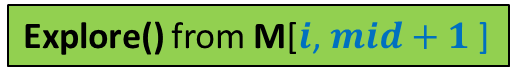 Explore() from M[i, mid + 1 ]